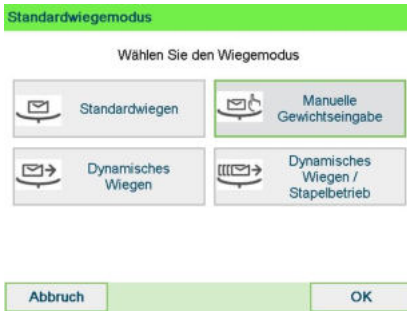 Standardwiegemodus
Wählen Sie den Wiegemodus
Standardwiegen
Manuelle
Gewichtseingabe
Dynamisches
Wiegen
Dynamisches
Wiegen /
Stapelbetrieb
Abbruch
OK